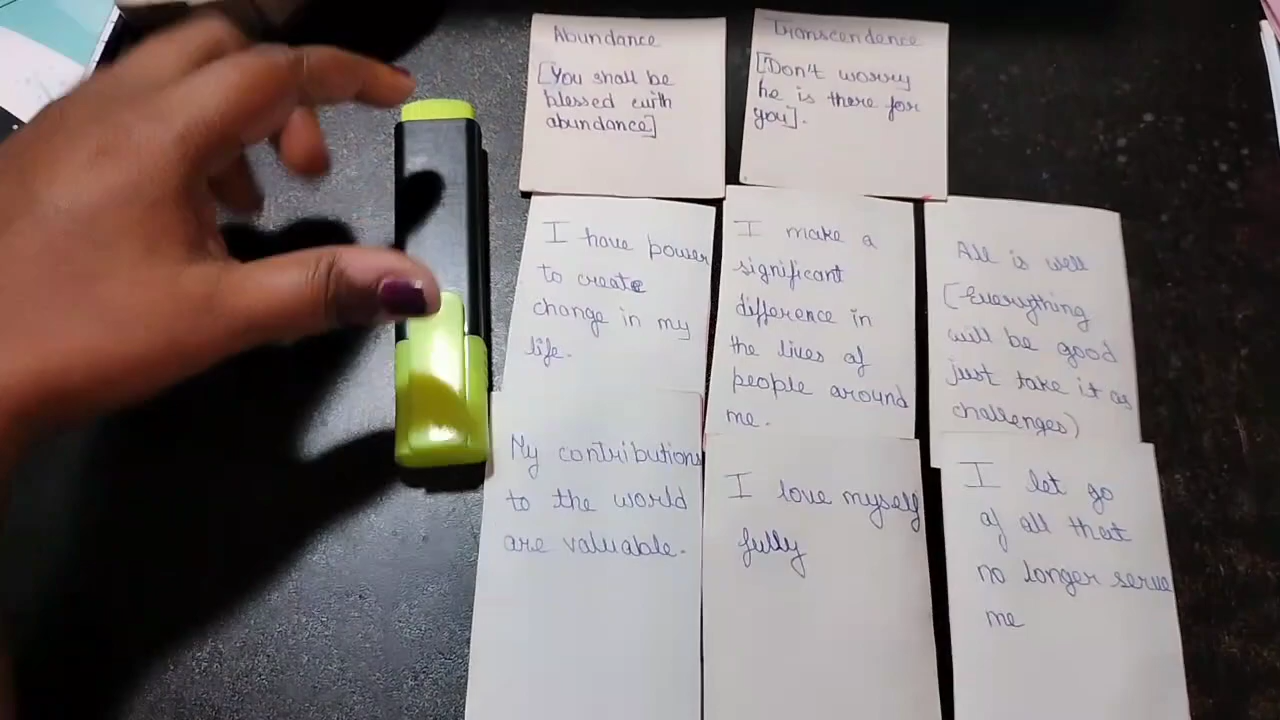 Abundance
[You shall be
blessed with
abundance]
Transcendence
[Don't worry
he is there for
you].
I have power
to create
change in my
life.
I make a
significant
difference in
the lives of
people around
me.
All is well
[Everything
will be good
just take it as
challenges)
My contributions
to the world
are valuable.
I love myself
fully
I let go
of all that
no longer serve
me